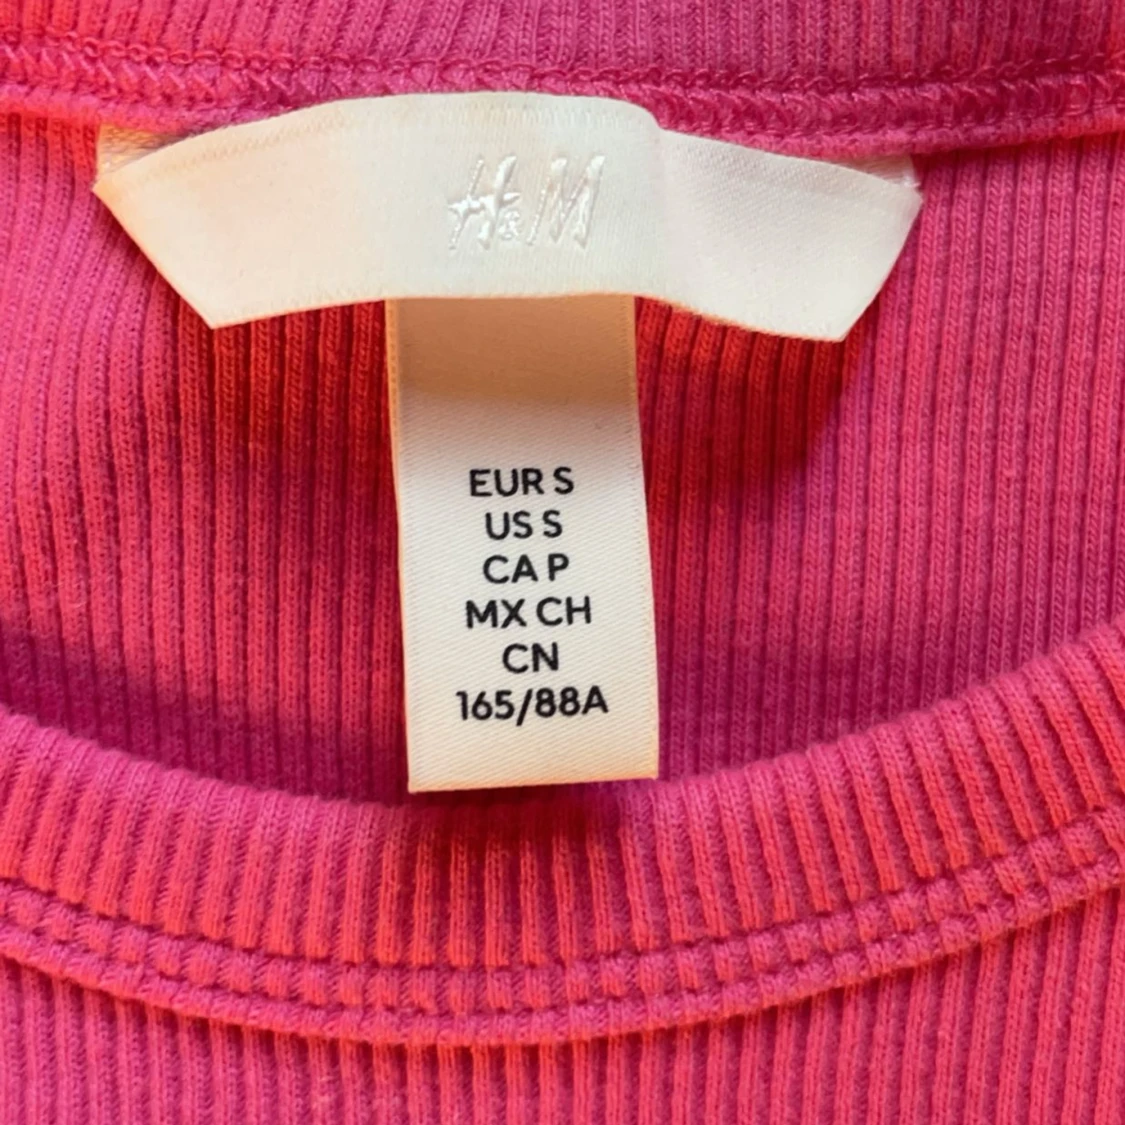 H&M
EUR S
US S
CA P
MX CH
CN
165/88A